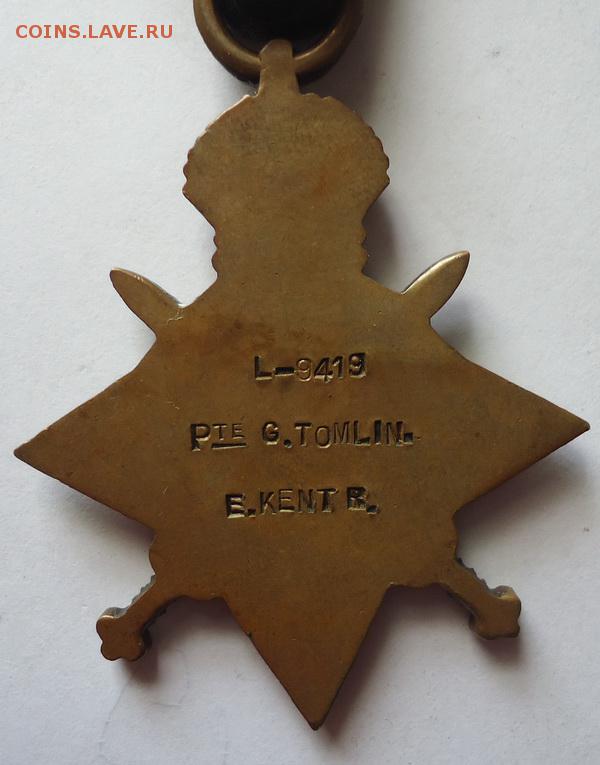 COINS.LAVE.RU
L-9419
PTE G.TOMLIN.
E.KENT R.